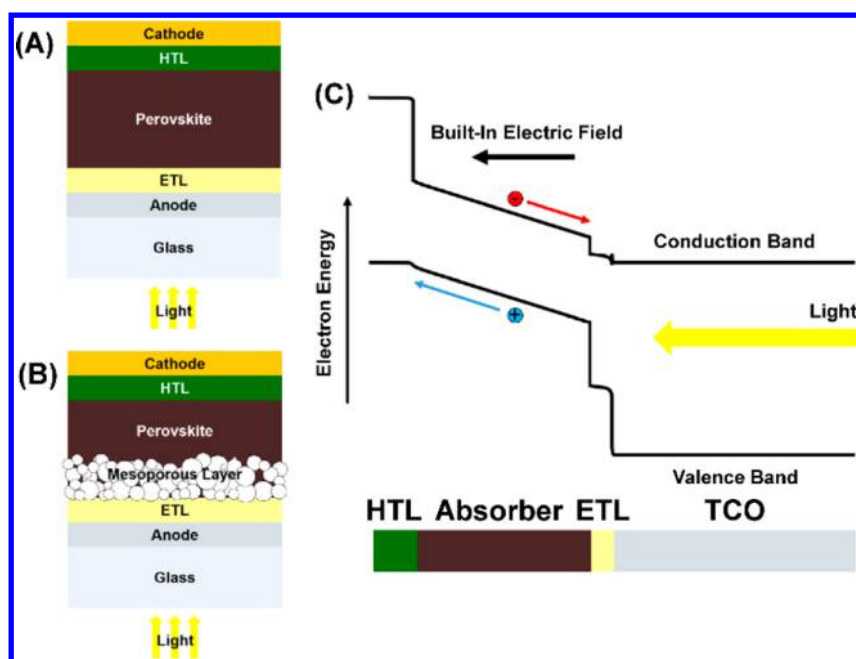 (A)
Cathode
HTL
Perovskite
ETL
Anode
Glass
Light
(B)
Cathode
HTL
Perovskite
Mesoporous Layer
ETL
Anode
Glass
Light
(C)
Built-In Electric Field
−
Conduction Band
Electron Energy
+
Light
Valence Band
HTL Absorber ETL TCO